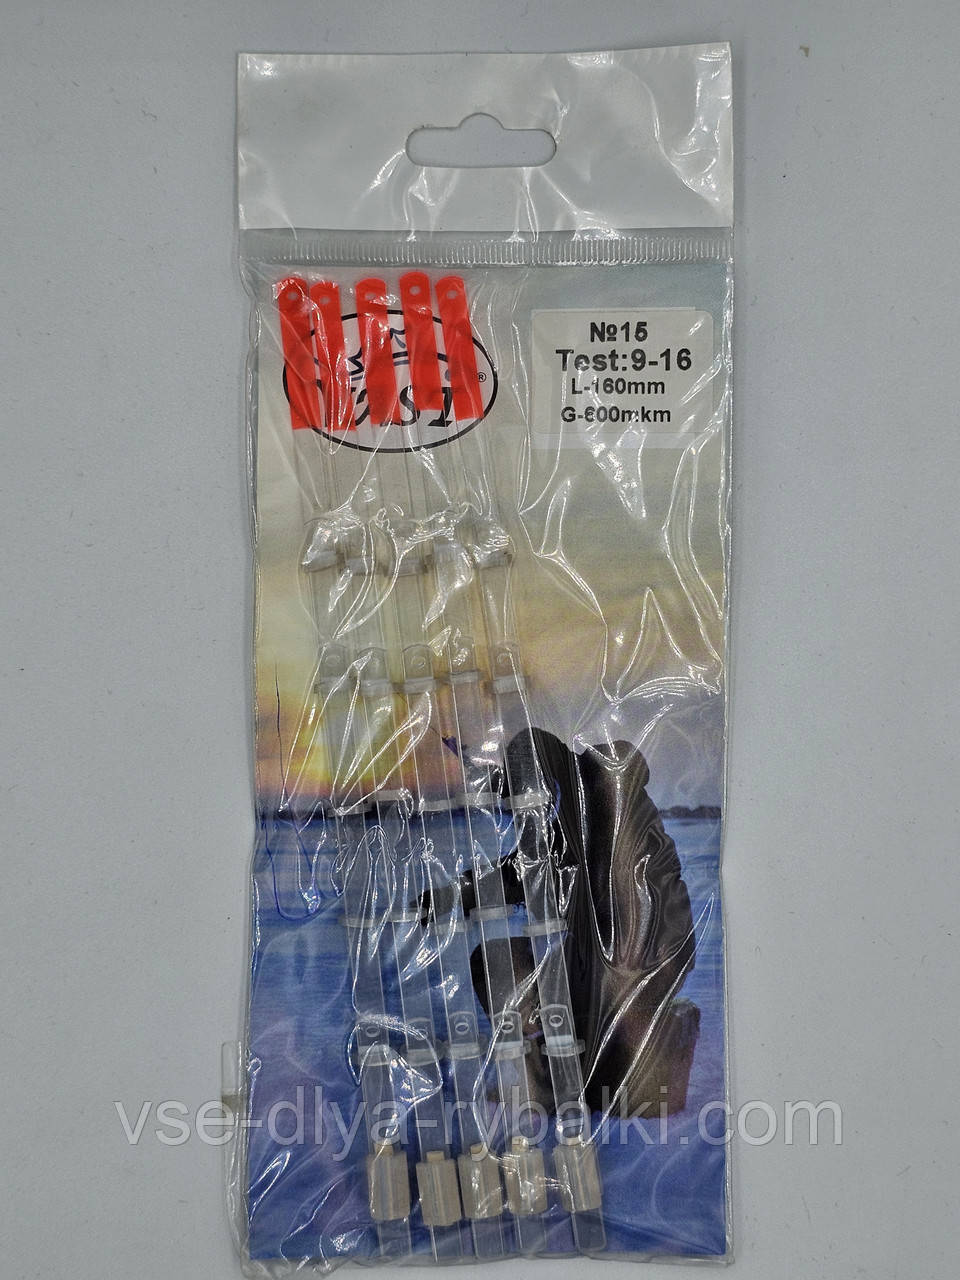 №15
Test:9-16
L-160mm
G-600mkm
®
vse-dlya-rybalki.com